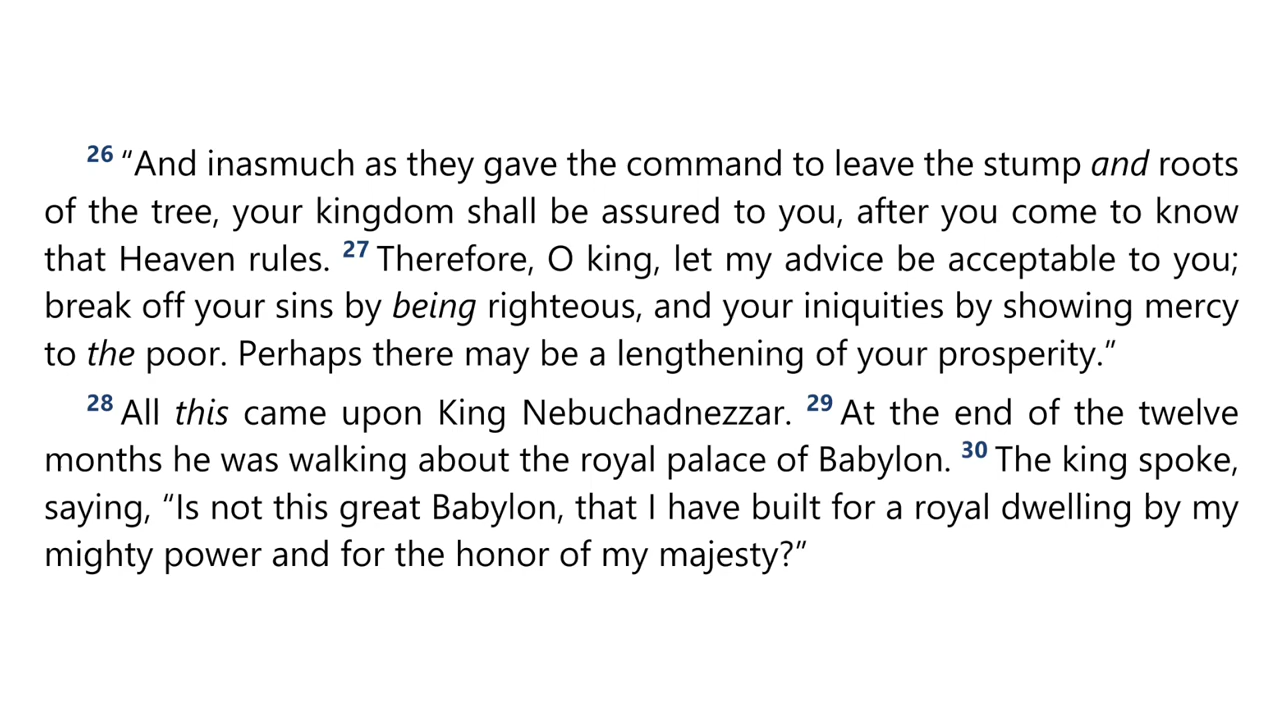 26 “And inasmuch as they gave the command to leave the stump and roots
of the tree, your kingdom shall be assured to you, after you come to know
that Heaven rules. 27 Therefore, O king, let my advice be acceptable to you;
break off your sins by being righteous, and your iniquities by showing mercy
to the poor. Perhaps there may be a lengthening of your prosperity.”
28 All this came upon King Nebuchadnezzar. 29 At the end of the twelve
months he was walking about the royal palace of Babylon. 30 The king spoke,
saying, “Is not this great Babylon, that I have built for a royal dwelling by my
mighty power and for the honor of my majesty?”